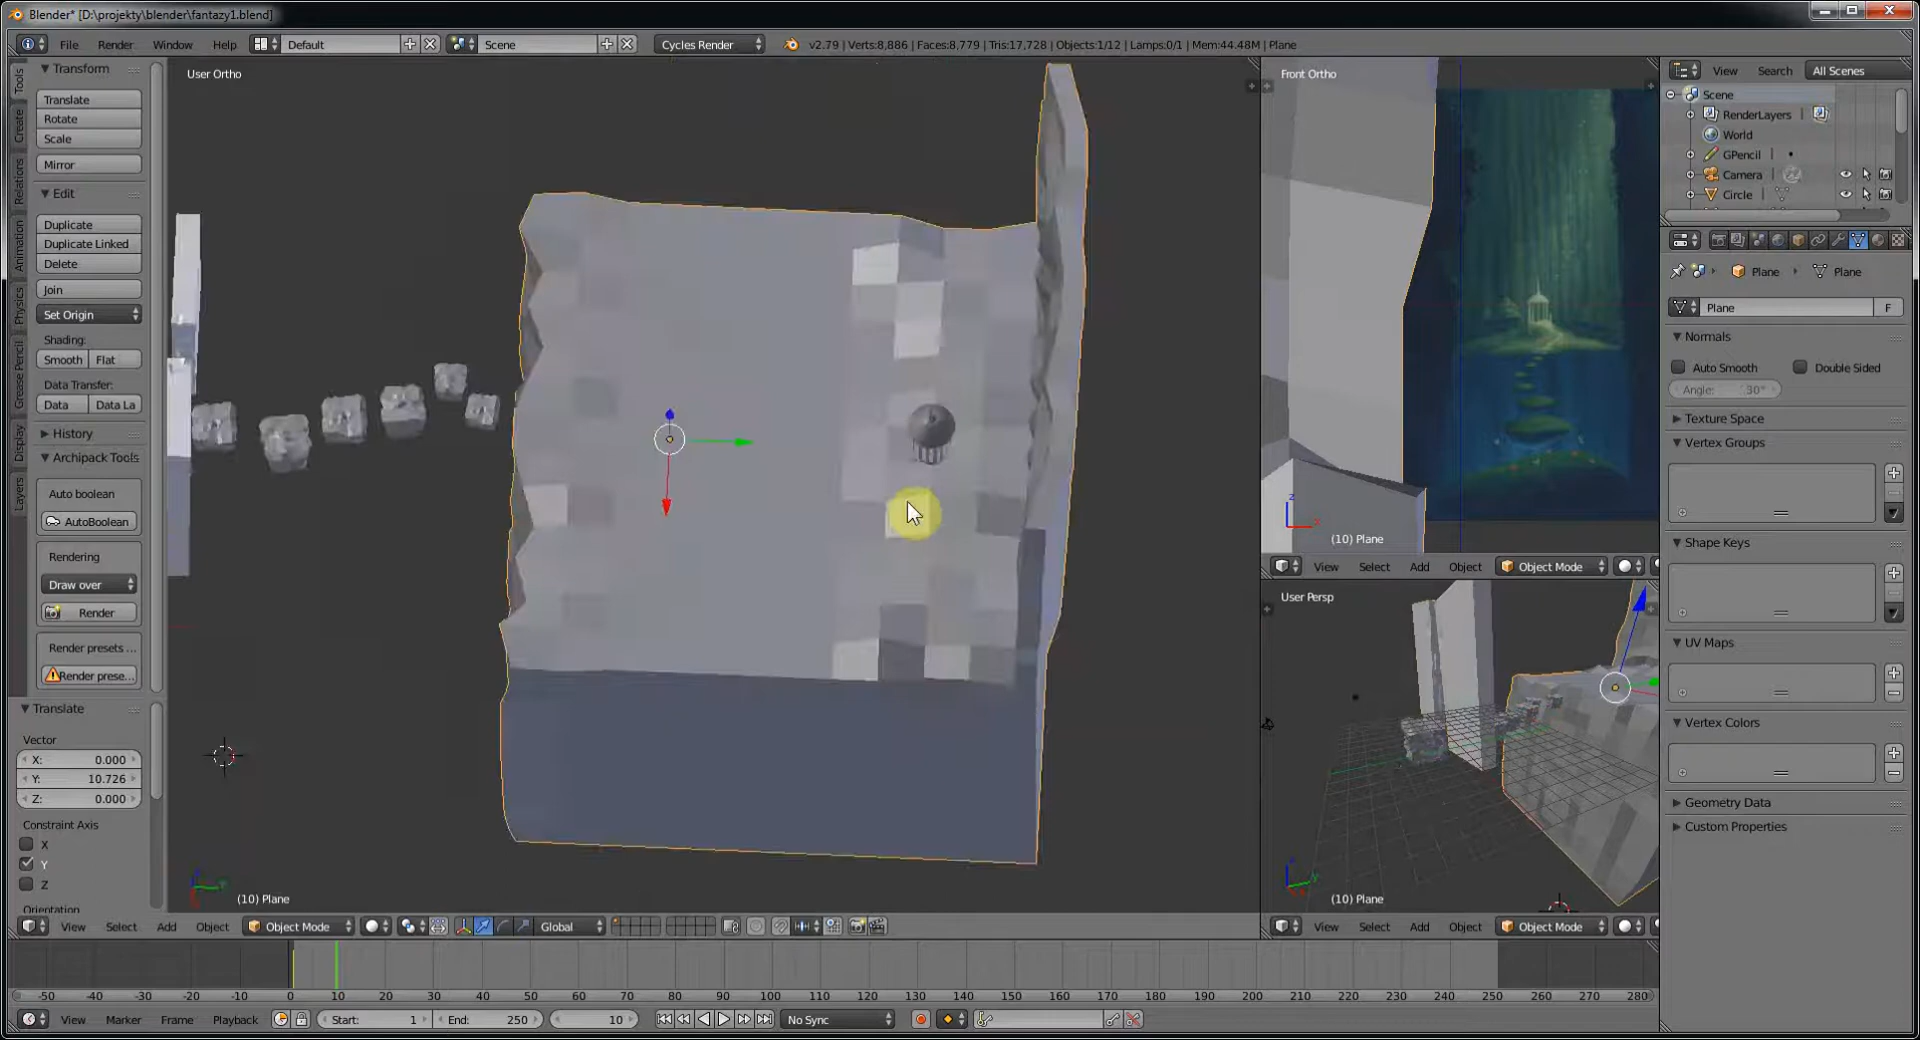 Blender* [D:\projekty\blender\fantazy1.blend]
File Render Window Help Default Scene Cycles Render v2.79 | Verts:8,886 | Faces:8,779 | Tris:17,728 | Objects:1/12 | Lamps:0/1 | Mem:44.48M | Plane
Tools
Create
Relations
Animation
Physics
Grease Pencil
Display
Layers
Transform
Translate
Rotate
Scale
Mirror
Edit
Duplicate
Duplicate Linked
Delete
Join
Set Origin
Shading:
Smooth Flat
Data Transfer:
Data Data La
History
Archipack Tools
Auto boolean
AutoBoolean
Rendering
Draw over
Render
Render presets ...
Render prese...
Translate
Vector
X: 0.000
Y: 10.726
Z: 0.000
Constraint Axis
X
Y
Z
Orientation
User Ortho
(10) Plane
View Select Add Object Object Mode Global
Front Ortho
(10) Plane
View Select Add Object Object Mode
User Persp
(10) Plane
View Select Add Object Object Mode
View Search All Scenes
Scene
RenderLayers
World
GPencil
Camera
Circle
Plane Plane
Plane F
Normals
Auto Smooth Double Sided
Angle: 30°
Texture Space
Vertex Groups
Shape Keys
UV Maps
Vertex Colors
Geometry Data
Custom Properties
-50 -40 -30 -20 -10 0 10 20 30 40 50 60 70 80 90 100 110 120 130 140 150 160 170 180 190 200 210 220 230 240 250 260 270 280
View Marker Frame Playback Start: 1 End: 250 10 No Sync